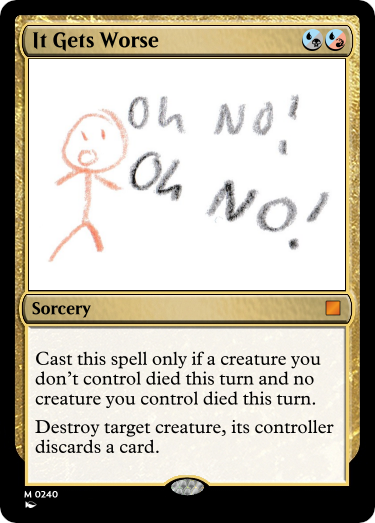 It Gets Worse
Oh NO!
Oh NO!
Sorcery
Cast this spell only if a creature you
don't control died this turn and no
creature you control died this turn.
Destroy target creature, its controller
discards a card.
M 0240